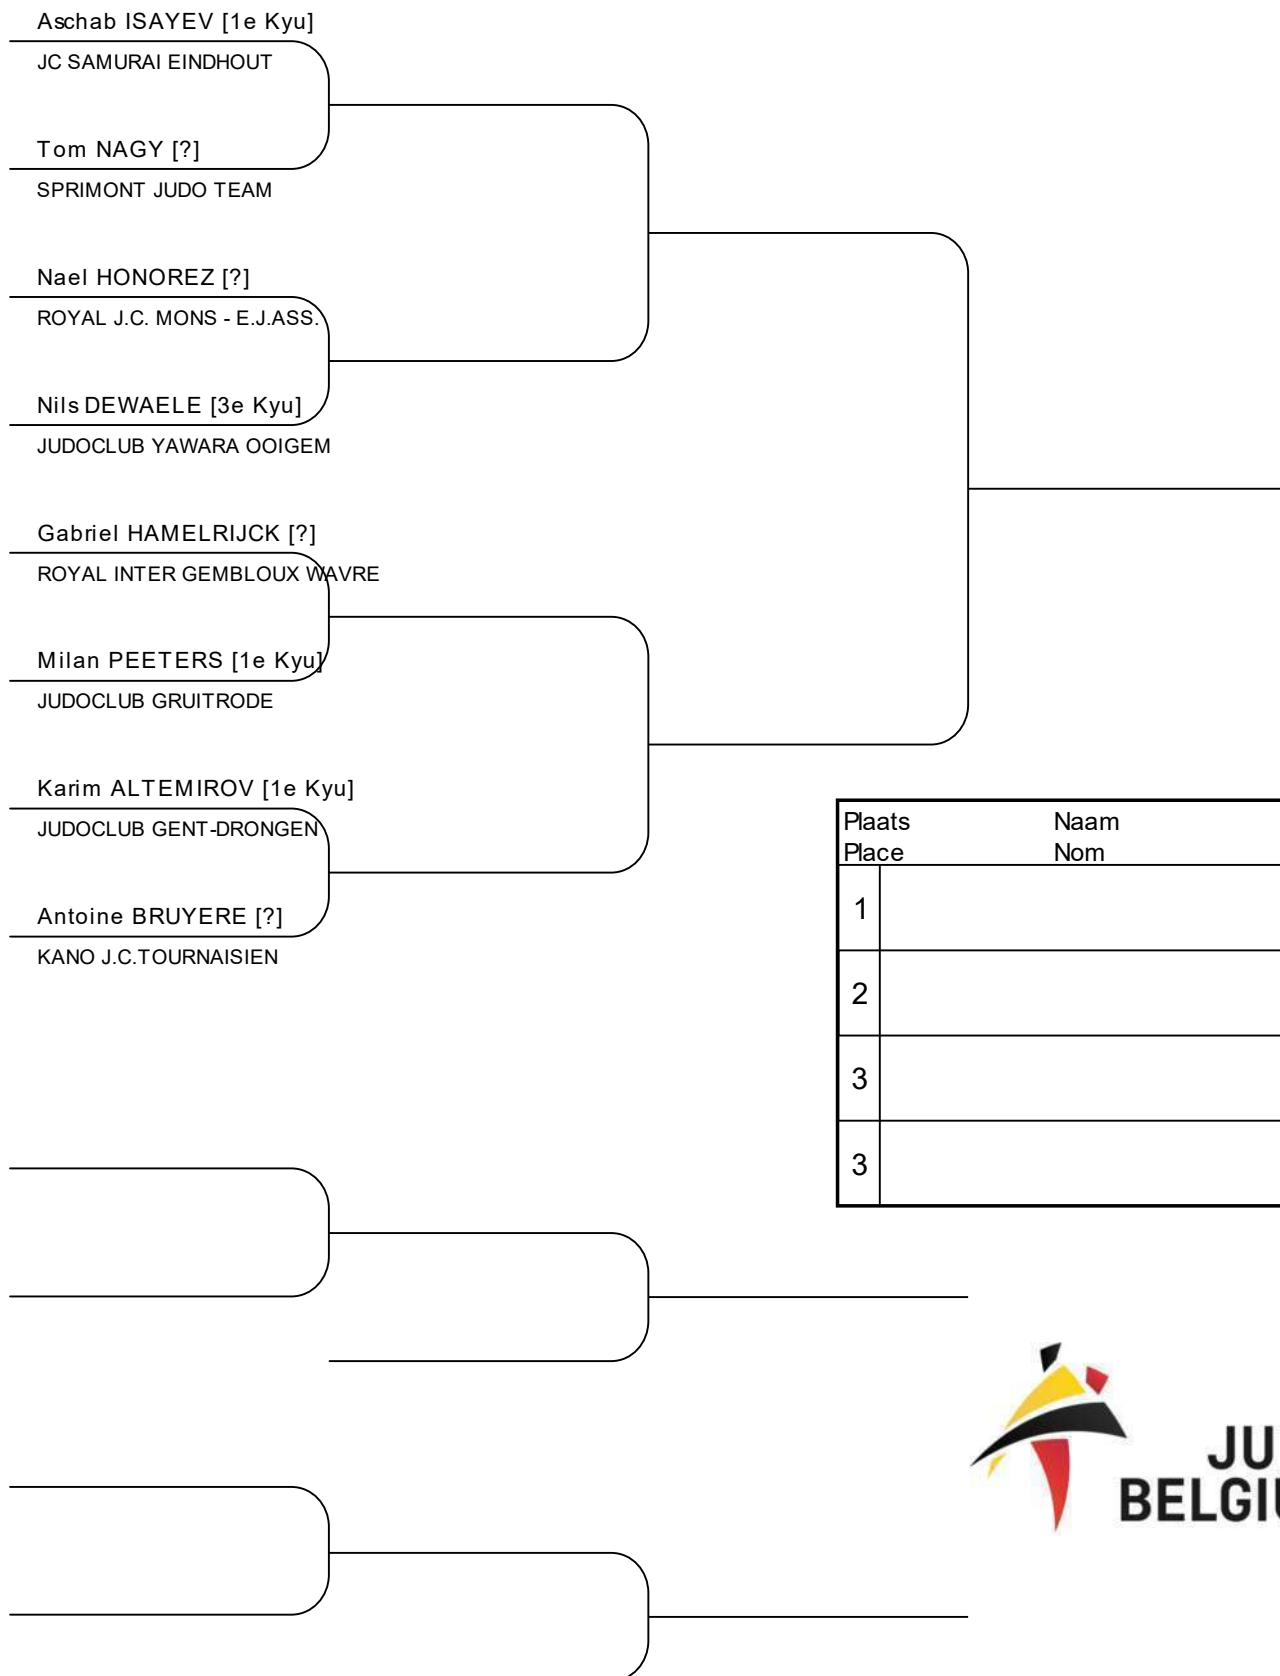 Aschab ISAYEV [1e Kyu]
JC SAMURAI EINDHOUT
Tom NAGY [?]
SPRIMONT JUDO TEAM
Nael HONOREZ [?]
ROYAL J.C. MONS - E.J.ASS.
Nils DEWAELE [3e Kyu]
JUDOCLUB YAWARA OOIGEM
Gabriel HAMELRIJCK [?]
ROYAL INTER GEMBLOUX WAVRE
Milan PEETERS [1e Kyu]
JUDOCLUB GRUITRODE
Karim ALTEMIROV [1e Kyu]
JUDOCLUB GENT-DRONGEN
Antoine BRUYERE [?]
KANO J.C.TOURNAISIEN
Plaats Naam
Place Nom
1
2
3
3
JU
BELGIU